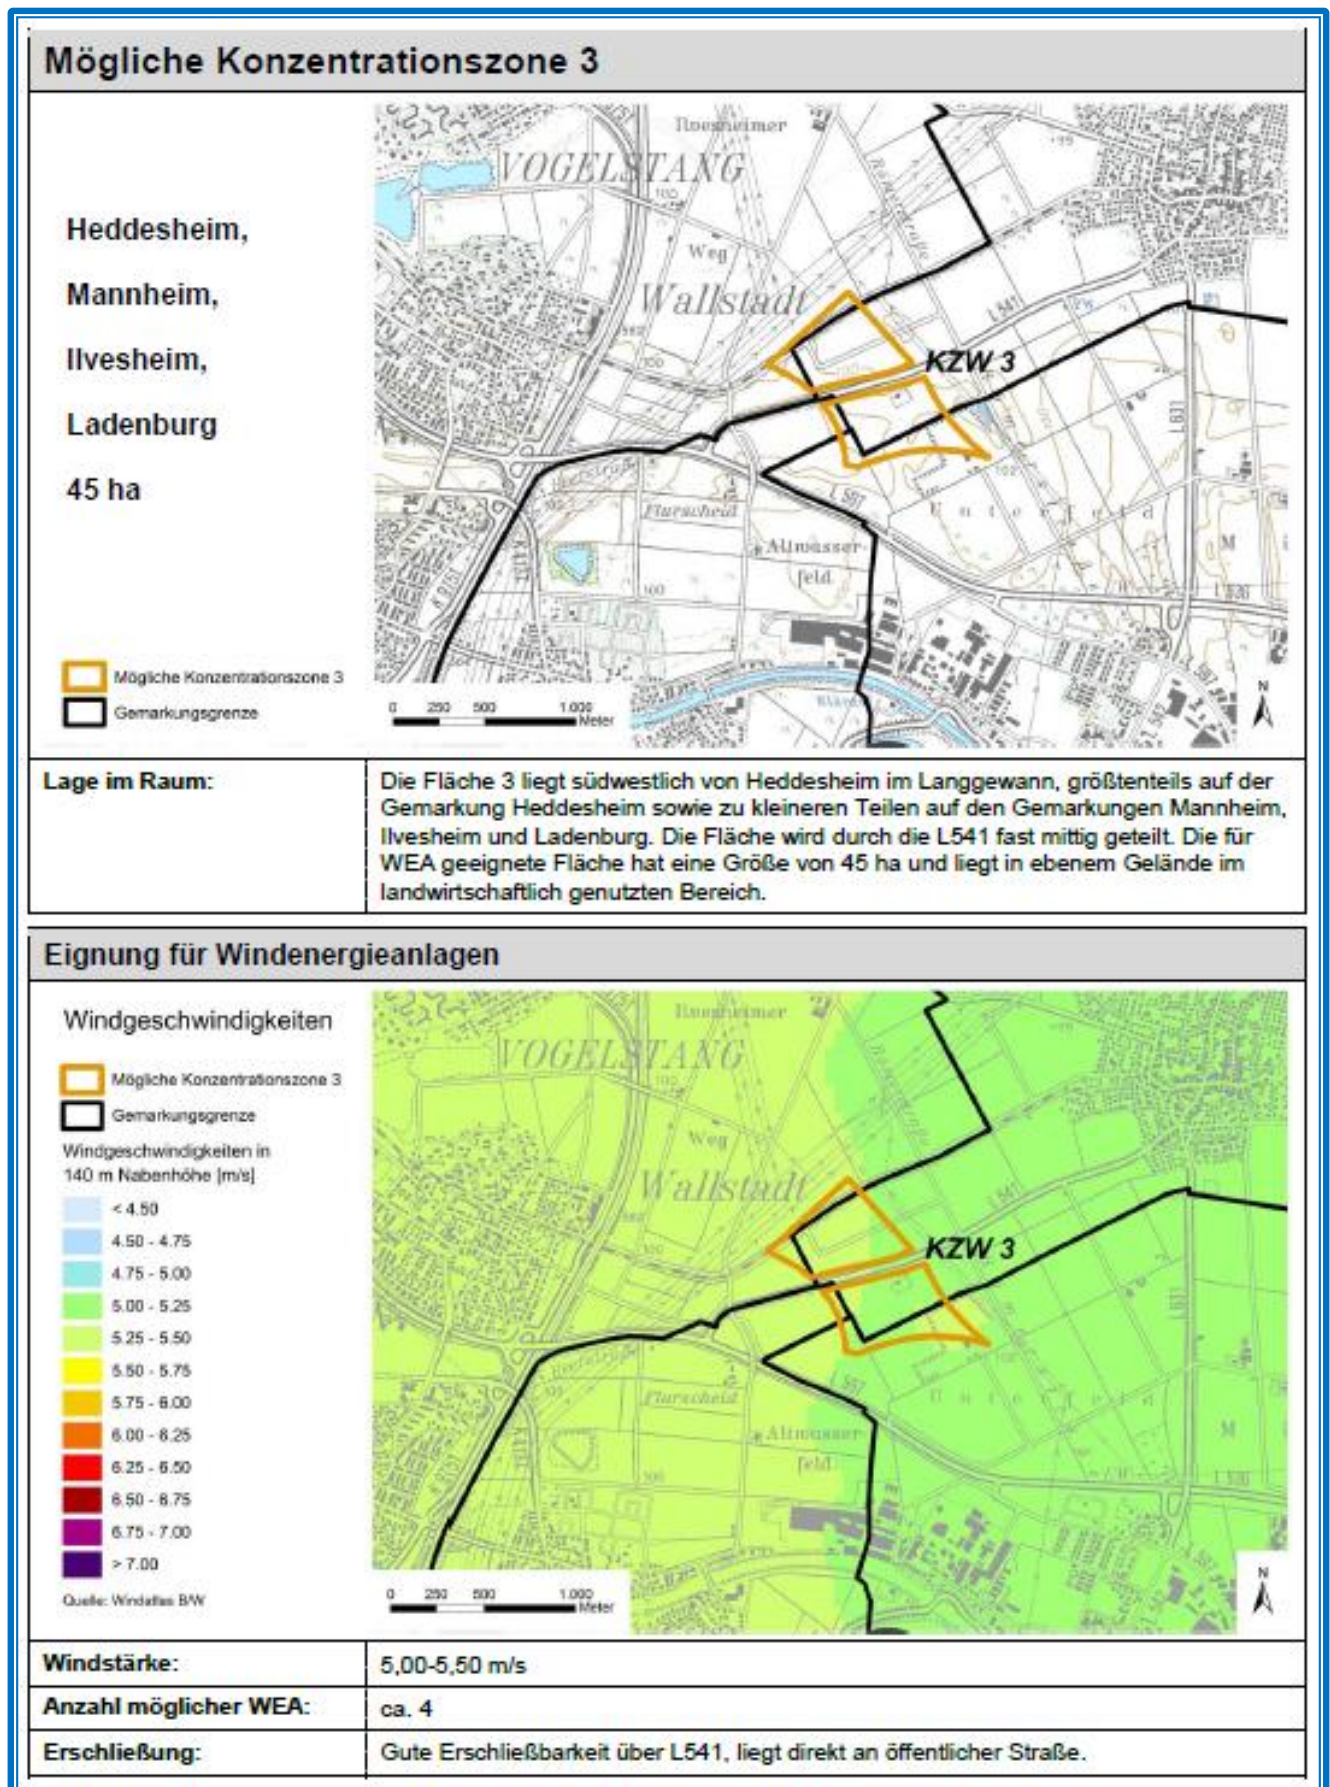 Mögliche Konzentrationszone 3
Heddesheim,
Mannheim,
Ilvesheim,
Ladenburg
45 ha
VOGELSTANG
Weg
Wallstadt
L 541
KZW 3
L 631
L 597
Flurscheid
Altwasser-
feld
Unterfeld
M
Mögliche Konzentrationszone 3
Gemarkungsgrenze
0 250 500 1.000
Meter
N
Lage im Raum:
Die Fläche 3 liegt südwestlich von Heddesheim im Langgewann, größtenteils auf der
Gemarkung Heddesheim sowie zu kleineren Teilen auf den Gemarkungen Mannheim,
Ilvesheim und Ladenburg. Die Fläche wird durch die L541 fast mittig geteilt. Die für
WEA geeignete Fläche hat eine Größe von 45 ha und liegt in ebenem Gelände im
landwirtschaftlich genutzten Bereich.
Eignung für Windenergieanlagen
Windgeschwindigkeiten
Mögliche Konzentrationszone 3
Gemarkungsgrenze
Windgeschwindigkeiten in
140 m Nabenhöhe [m/s]
< 4.50
4.50 - 4.75
4.75 - 5.00
5.00 - 5.25
5.25 - 5.50
5.50 - 5.75
5.75 - 6.00
6.00 - 6.25
6.25 - 6.50
6.50 - 6.75
6.75 - 7.00
> 7.00
Quelle: Windatlas B/W
VOGELSTANG
Weg
Wallstadt
L 541
KZW 3
L 631
L 597
Flurscheid
Altwasser-
feld
Unterfeld
M
0 250 500 1.000
Meter
N
Windstärke:
5,00-5,50 m/s
Anzahl möglicher WEA:
ca. 4
Erschließung:
Gute Erschließbarkeit über L541, liegt direkt an öffentlicher Straße.